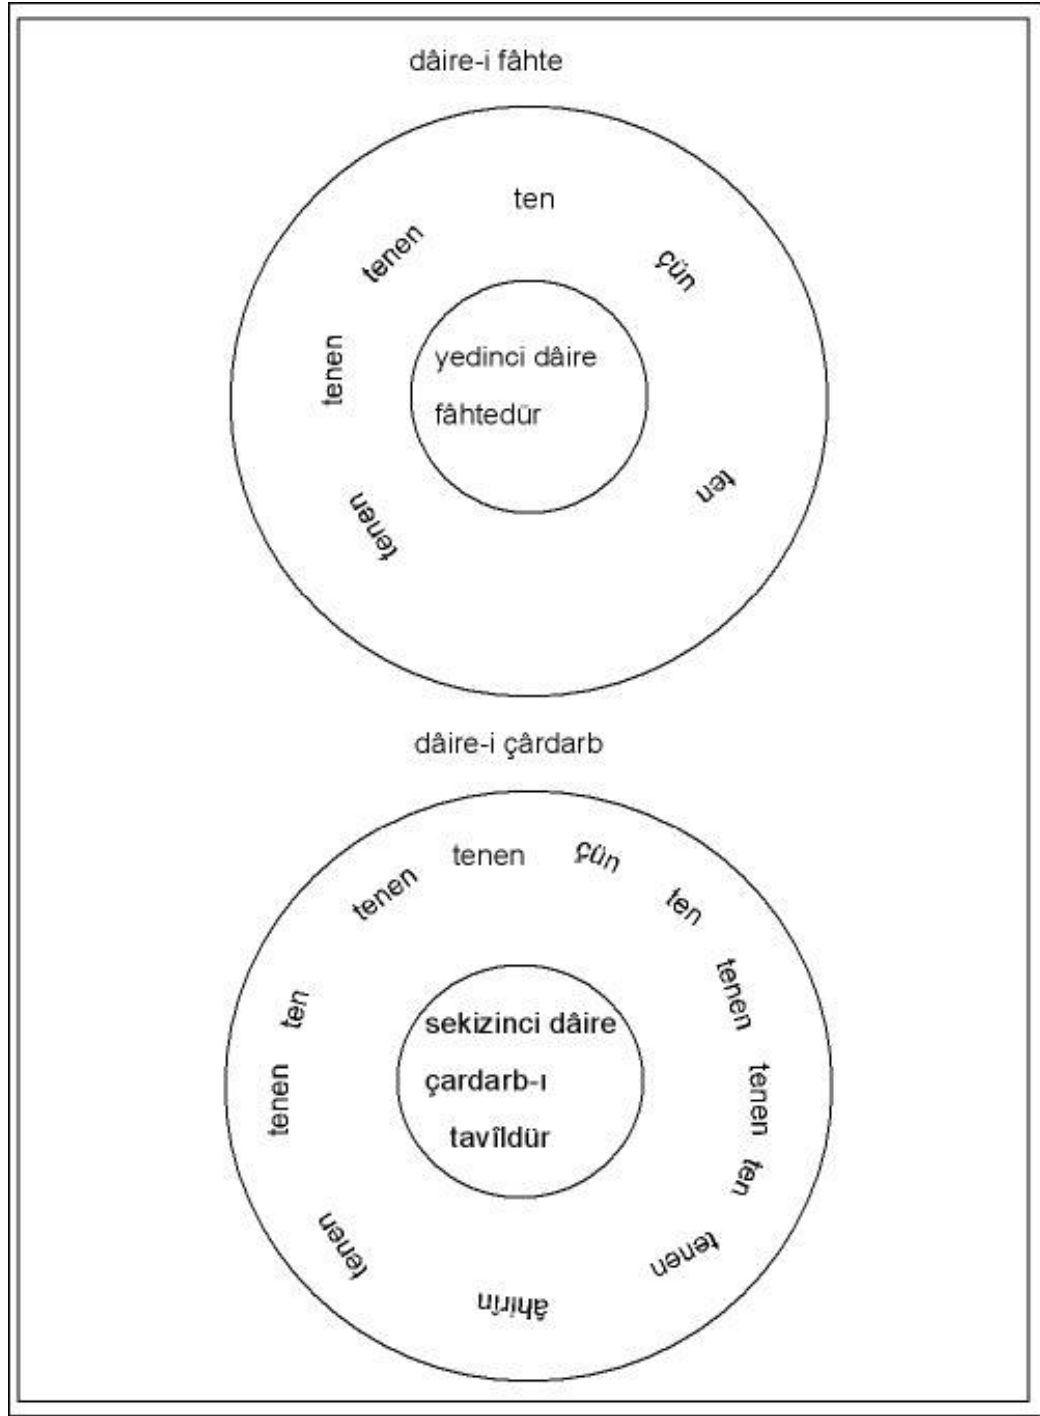 dâire-i fâhte
ten
çün
ten
tenen
tenen
tenen
yedinci dâire
fâhtedür
dâire-i çârdarb
tenen
çün
ten
tenen
tenen
ten
tenen
âhirîn
tenen
tenen
ten
tenen
sekizinci dâire
çardarb-ı
tavîldür